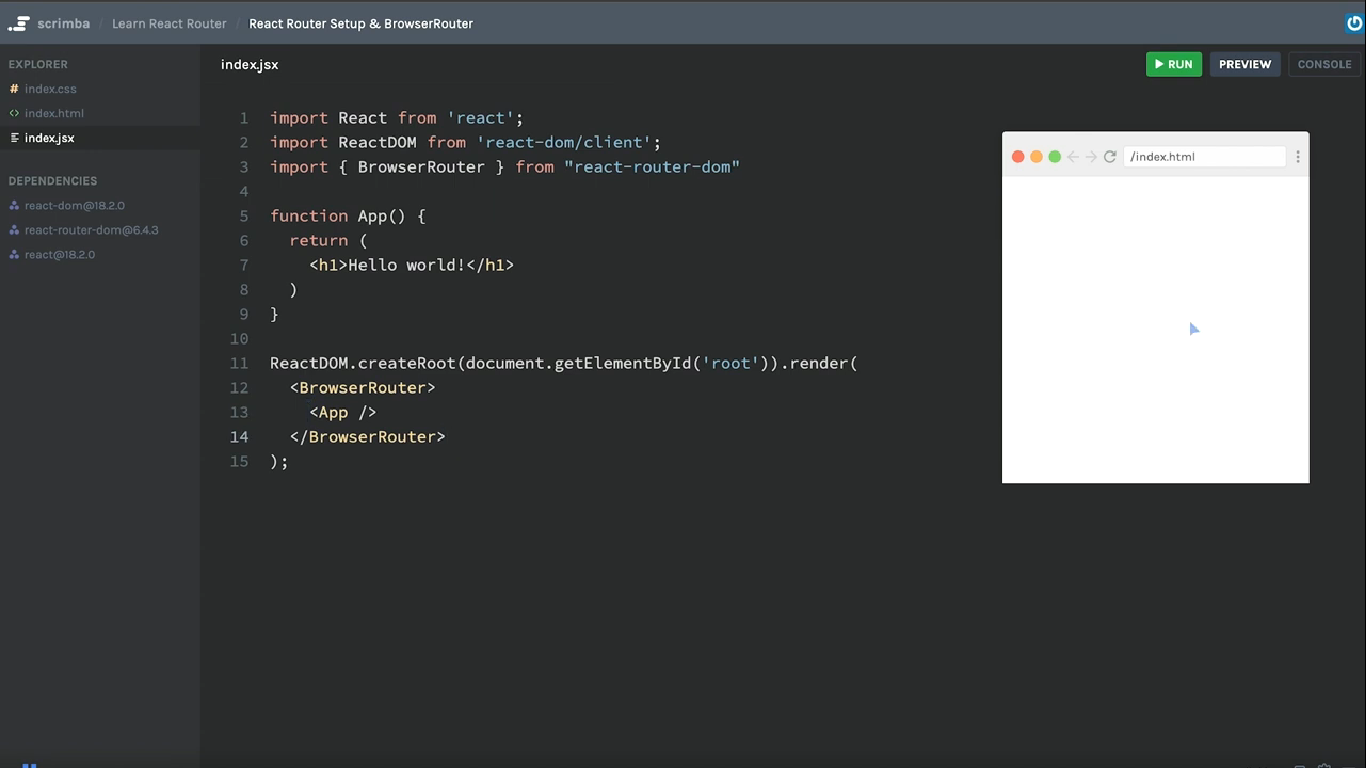 scrimba / Learn React Router / React Router Setup & BrowserRouter
EXPLORER
# index.css
<> index.html
index.jsx
DEPENDENCIES
react-dom@18.2.0
react-router-dom@6.4.3
react@18.2.0
index.jsx
RUN PREVIEW CONSOLE
1 import React from 'react';
2 import ReactDOM from 'react-dom/client';
3 import { BrowserRouter } from "react-router-dom"
4
5 function App() {
6 return (
7 <h1>Hello world!</h1>
8 )
9 }
10
11 ReactDOM.createRoot(document.getElementById('root')).render(
12 <BrowserRouter>
13 <App />
14 </BrowserRouter>
15 );
/index.html